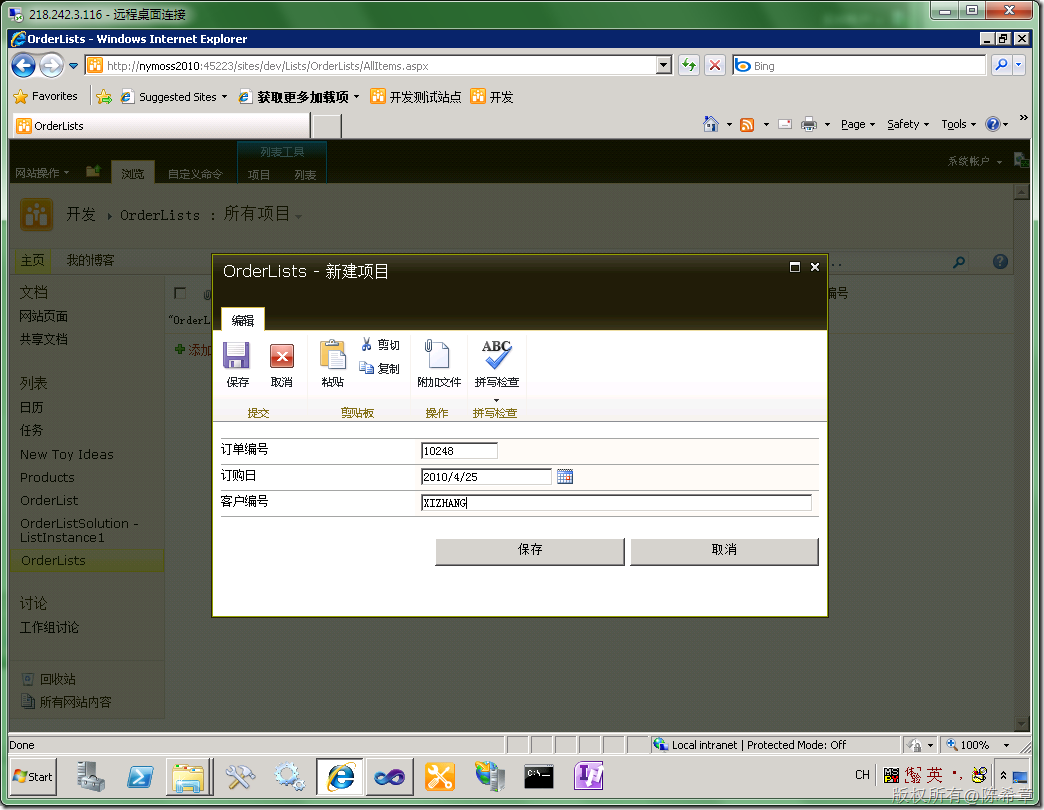 218.242.3.116 - 远程桌面连接
OrderLists - Windows Internet Explorer
http://nymoss2010:45223/sites/dev/Lists/OrderLists/AllItems.aspx
Bing
Favorites
Suggested Sites
获取更多加载项
开发测试站点
开发
OrderLists
Page
Safety
Tools
系统帐户
列表工具
网站操作
浏览
自定义命令
项目
列表
开发 ▸ OrderLists : 所有项目
主页
我的博客
文档
网站页面
共享文档
列表
日历
任务
New Toy Ideas
Products
OrderList
OrderListSolution -
ListInstance1
OrderLists
讨论
工作组讨论
回收站
所有网站内容
"OrderL
添加
编号
OrderLists - 新建项目
编辑
保存
取消
粘贴
剪切
复制
附加文件
ABC
拼写检查
提交
剪贴板
操作
拼写检查
订单编号
10248
订购日
2010/4/25
客户编号
XIZHANG
保存
取消
Done
Local intranet | Protected Mode: Off
100%
Start
C:\_
CH
英
版权所有@陈希章